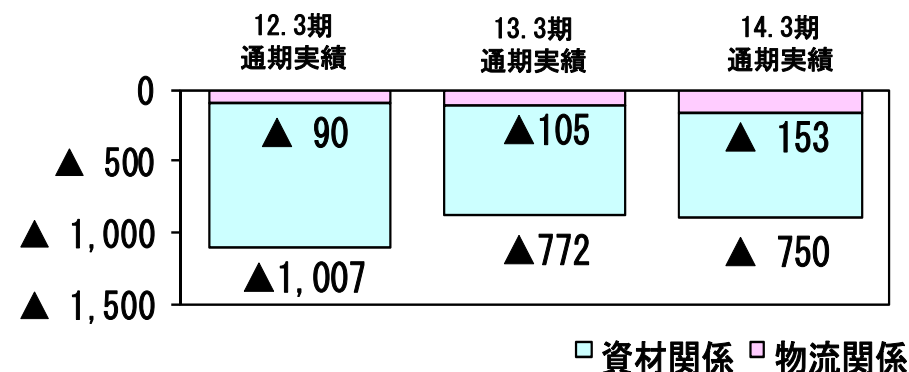 12.3期 13.3期 14.3期
通期実績 通期実績 通期実績
0
▲ 90 ▲105 ▲ 153
▲ 500
▲ 1,000
▲1,007 ▲772 ▲ 750
▲ 1,500
資材関係 物流関係